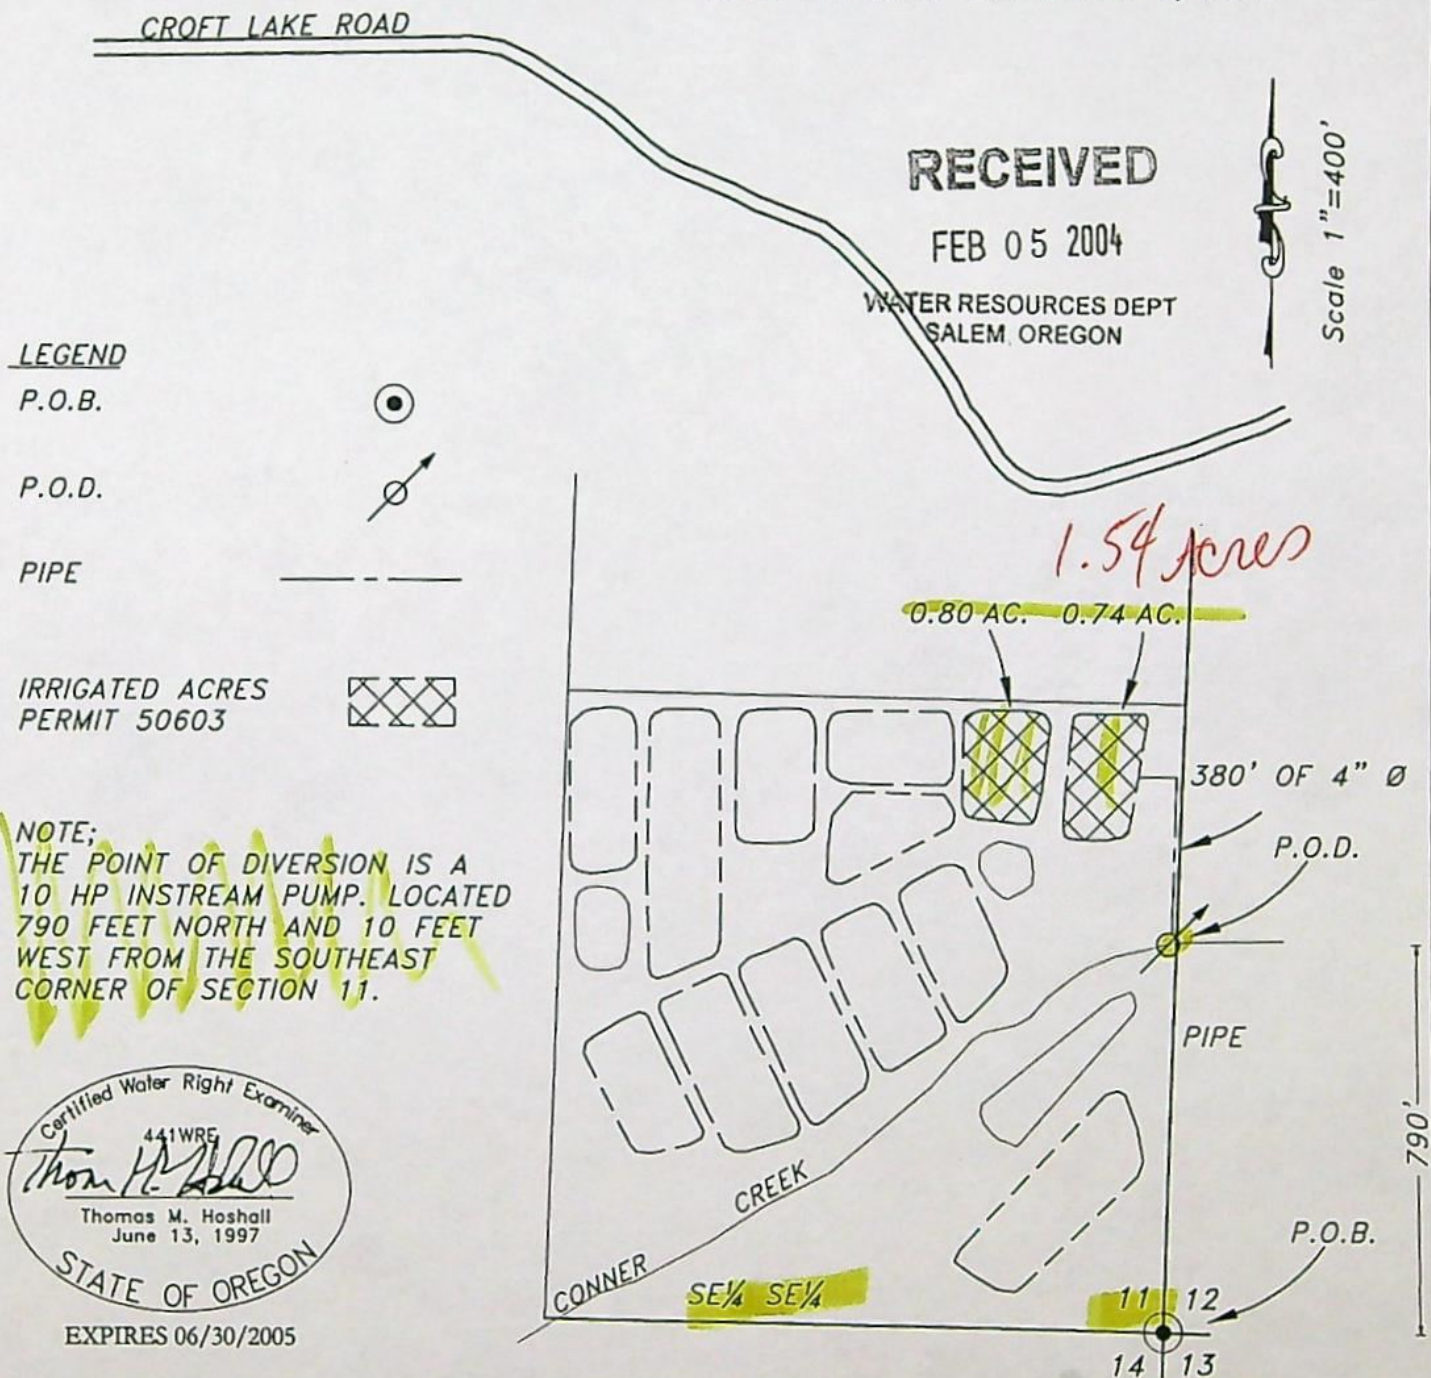 CROFT LAKE ROAD
RECEIVED
FEB 05 2004
WATER RESOURCES DEPT
SALEM, OREGON
Scale 1"=400'
LEGEND
P.O.B.
P.O.D.
PIPE
IRRIGATED ACRES
PERMIT 50603
1.54 Acres
0.80 AC. 0.74 AC.
380' OF 4" Ø
P.O.D.
NOTE;
THE POINT OF DIVERSION IS A
10 HP INSTREAM PUMP. LOCATED
790 FEET NORTH AND 10 FEET
WEST FROM THE SOUTHEAST
CORNER OF SECTION 11.
PIPE
790'
Certified Water Right Examiner
441WRE
Thomas M. Hoshall
June 13, 1997
STATE OF OREGON
EXPIRES 06/30/2005
CONNER CREEK
SE¼ SE¼
P.O.B.
11 12
14 13